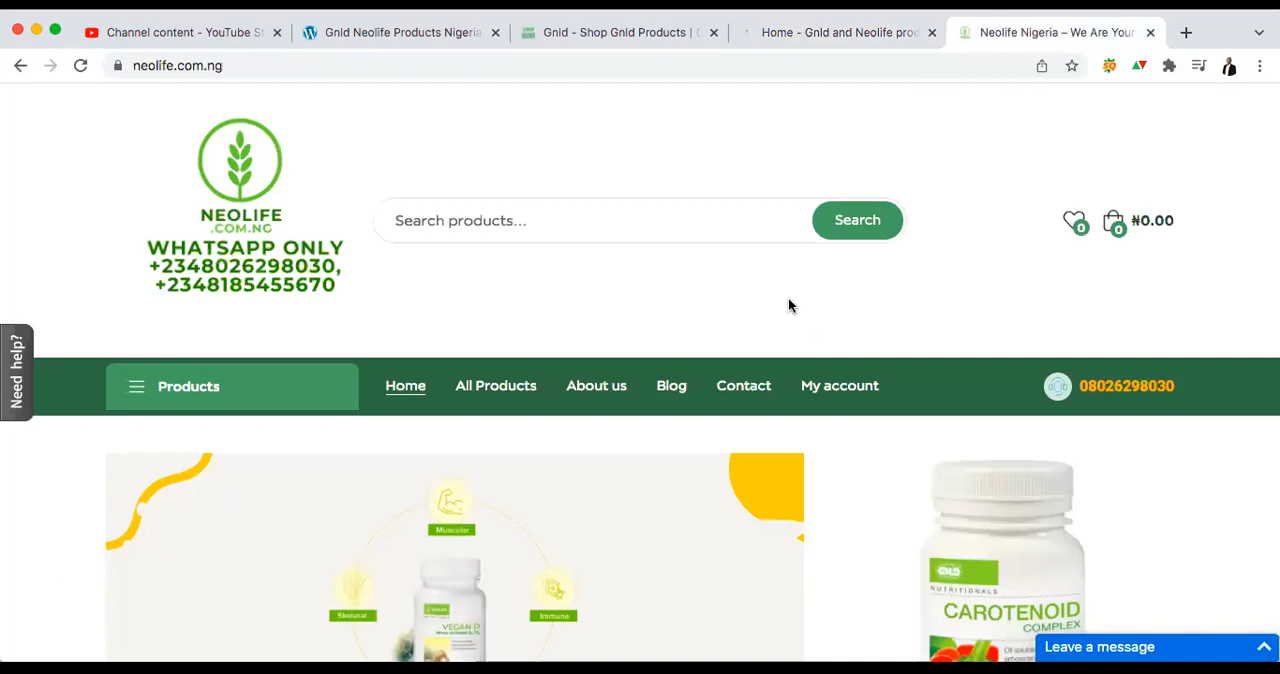 Channel content - YouTube S
Gnld Neolife Products Nigeria
Gnld - Shop Gnld Products | 
Home - Gnld and Neolife prod
Neolife Nigeria – We Are Your
neolife.com.ng
NEOLIFE
.COM.NG
WHATSAPP ONLY
+2348026298030,
+2348185455670
Search products...
Search
0
0
₦0.00
Need help?
Products
Home
All Products
About us
Blog
Contact
My account
08026298030
Muscular
Skeletal
Immune
NEOLIFE
VEGAN D
GNLD
NUTRITIONALS
CAROTENOID
COMPLEX
Oil soluble
Leave a message